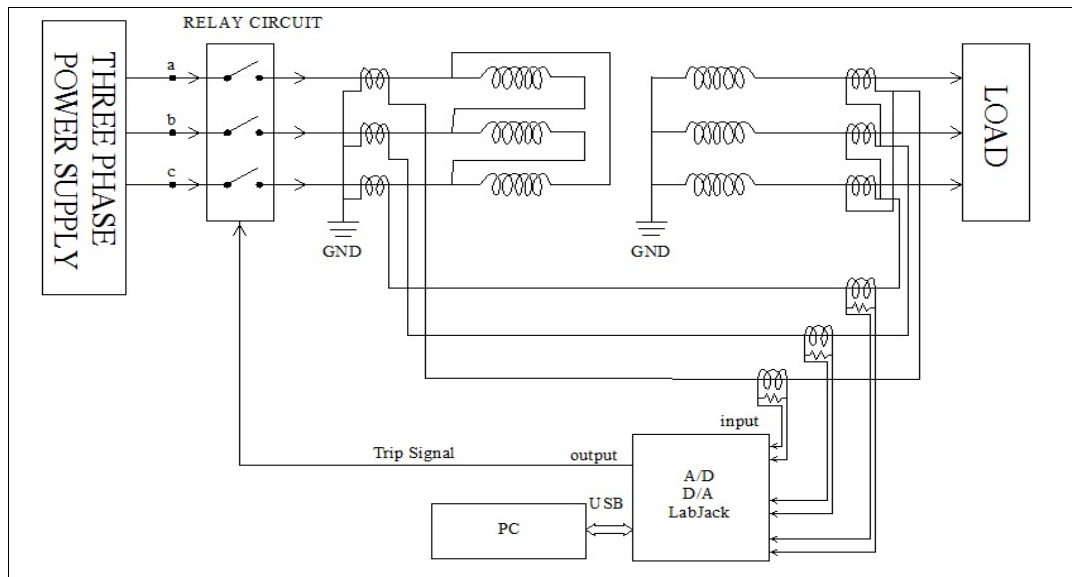 RELAY CIRCUIT
THREE PHASE
POWER SUPPLY
a
b
c
LOAD
GND
GND
input
Trip Signal
output
A/D
D/A
LabJack
USB
PC